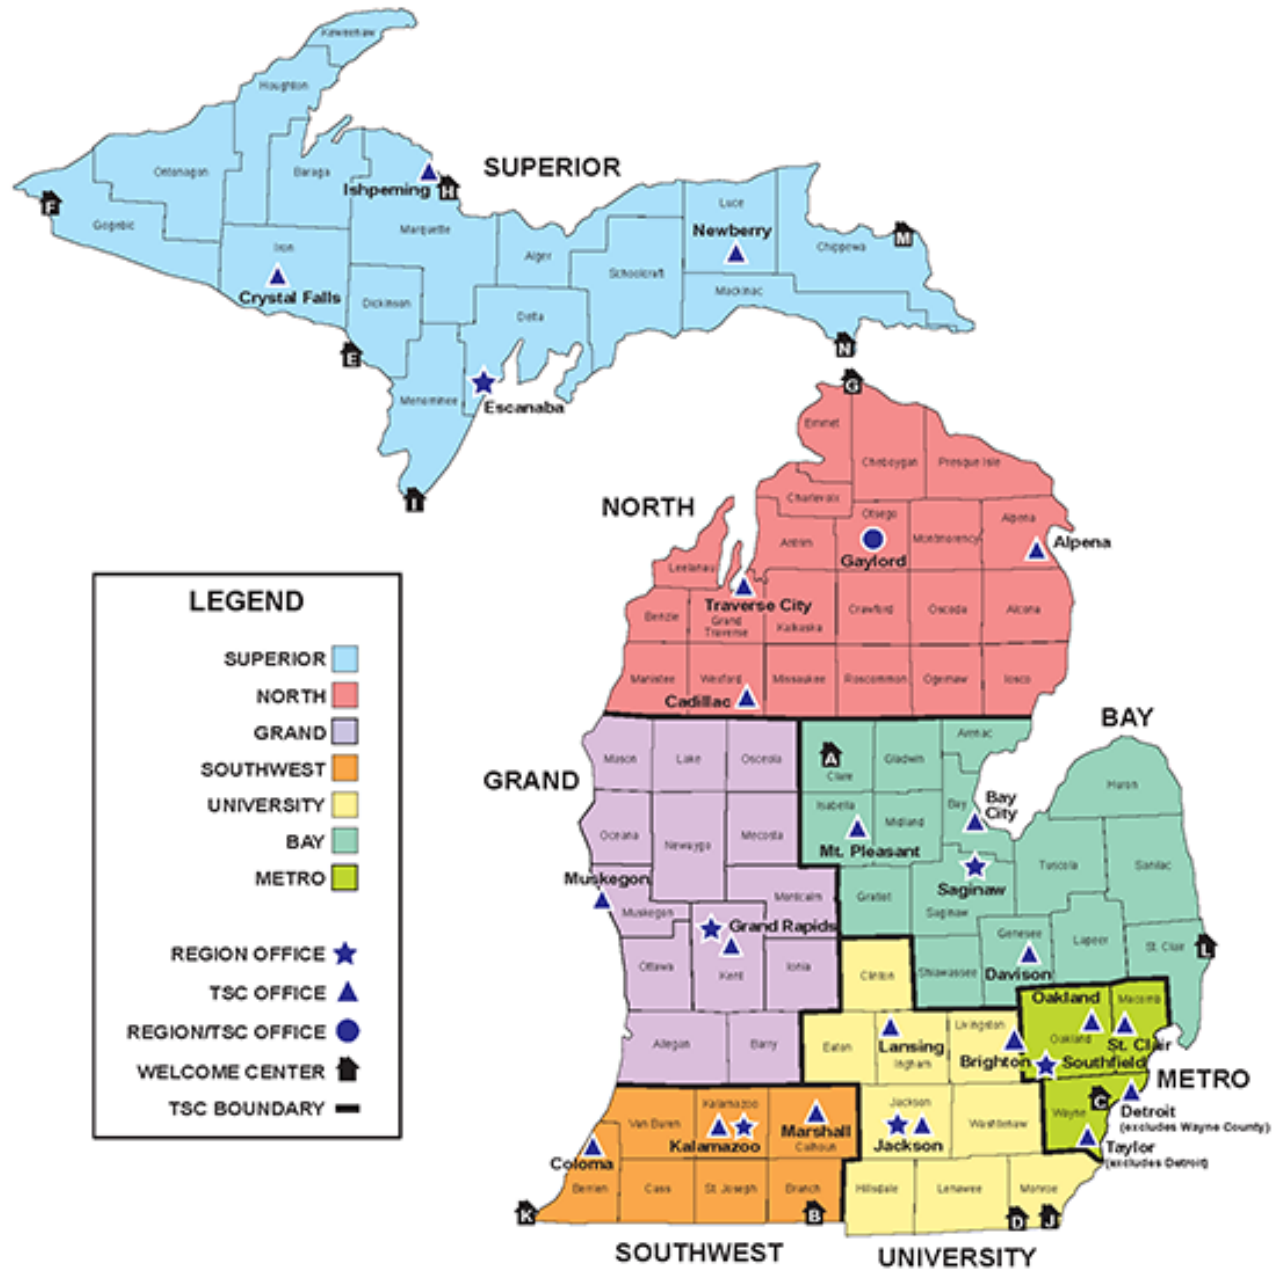 Keweenaw
Houghton
Ontonagon
Baraga
SUPERIOR
Ishpeming
H
F
Gogebic
Marquette
Luce
Newberry
M
Chippewa
Iron
Alger
Schoolcraft
Crystal Falls
Dickinson
Mackinac
Delta
E
N
Menominee
Escanaba
G
I
Emmet
Cheboygan
Presque Isle
NORTH
Charlevoix
Otsego
Alpena
Antrim
Montmorency
Alpena
Gaylord
Leelanau
Traverse City
Benzie
Grand
Traverse
Kalkaska
Crawford
Oscoda
Alcona
Manistee
Wexford
Missaukee
Roscommon
Ogemaw
Iosco
Cadillac
LEGEND
SUPERIOR
NORTH
GRAND
SOUTHWEST
UNIVERSITY
BAY
METRO
REGION OFFICE
TSC OFFICE
REGION/TSC OFFICE
WELCOME CENTER
TSC BOUNDARY
BAY
GRAND
Mason
Lake
Osceola
A
Clare
Gladwin
Arenac
Huron
Oceana
Newaygo
Mecosta
Isabella
Midland
Bay
Bay
City
Mt. Pleasant
Tuscola
Sanilac
Muskegon
Muskegon
Montcalm
Gratiot
Saginaw
Saginaw
Grand Rapids
Ottawa
Kent
Ionia
Clinton
Shiawassee
Genesee
Davison
Lapeer
St. Clair
L
Oakland
Macomb
Allegan
Barry
Eaton
Lansing
Ingham
Livingston
Brighton
Oakland
St. Clair
Southfield
METRO
Van Buren
Kalamazoo
Kalamazoo
Marshall
Calhoun
Jackson
Jackson
Washtenaw
Wayne
C
Detroit
(excludes Wayne County)
Taylor
(excludes Detroit)
Coloma
Berrien
Cass
St. Joseph
Branch
Hillsdale
Lenawee
Monroe
K
B
D
J
SOUTHWEST
UNIVERSITY